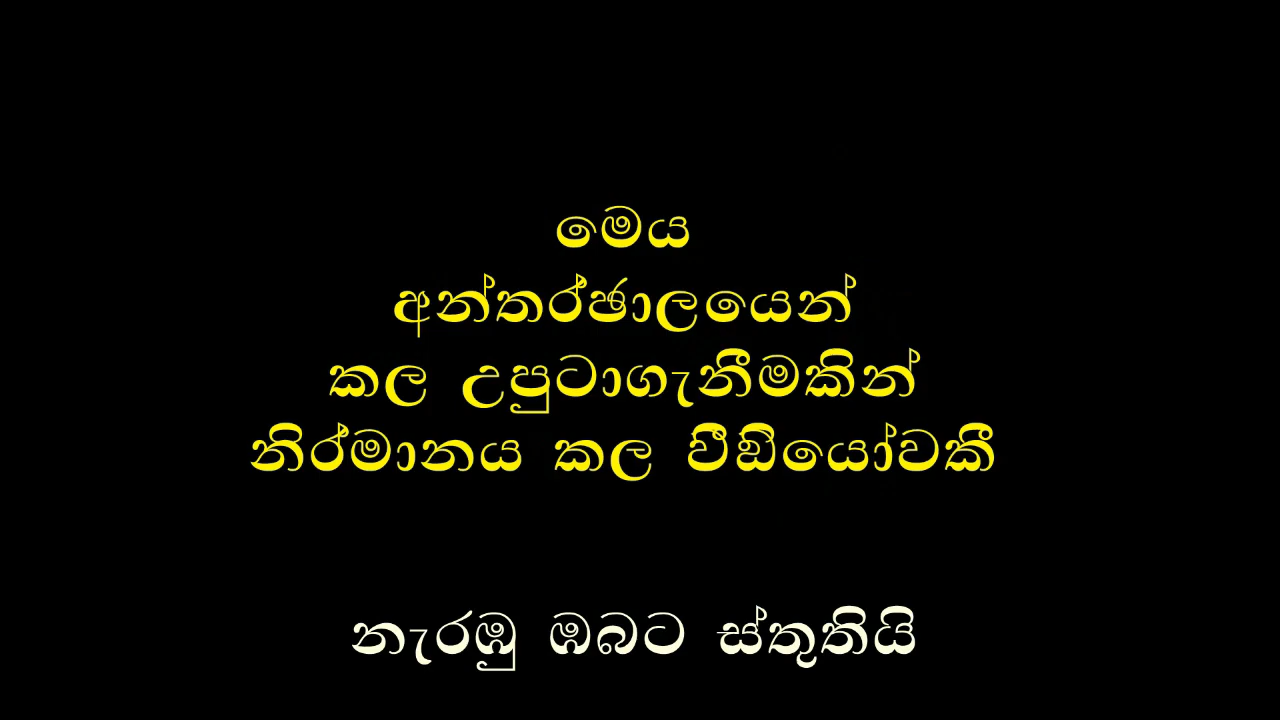 මෙය
අන්තර්ඡාලයෙන්
කල උපුටාගැනීමකින්
නිර්මානය කල වීඩියෝවකී
නැරඹු ඔබට ස්තුතියි